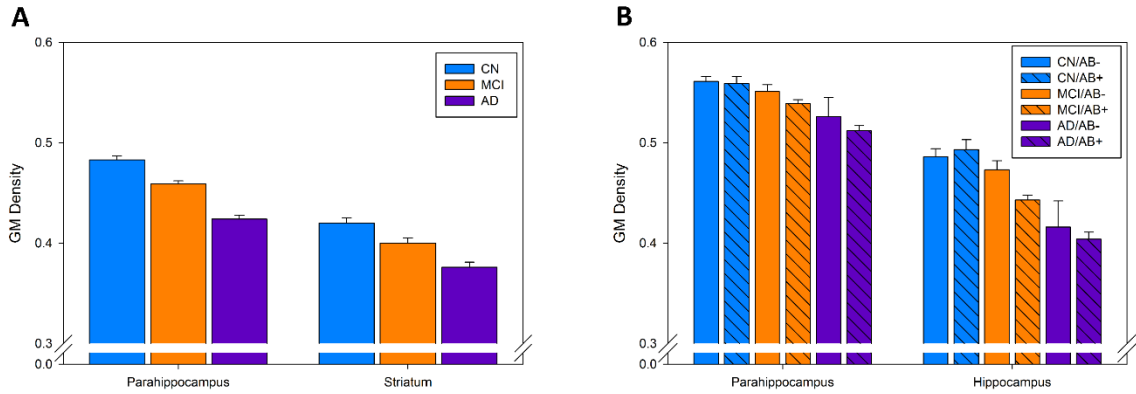 A
GM Density
0.6
0.5
0.4
0.3
0.0
CN
MCI
AD
Parahippocampus
Striatum
B
GM Density
0.6
0.5
0.4
0.3
0.0
CN/AB-
CN/AB+
MCI/AB-
MCI/AB+
AD/AB-
AD/AB+
Parahippocampus
Hippocampus